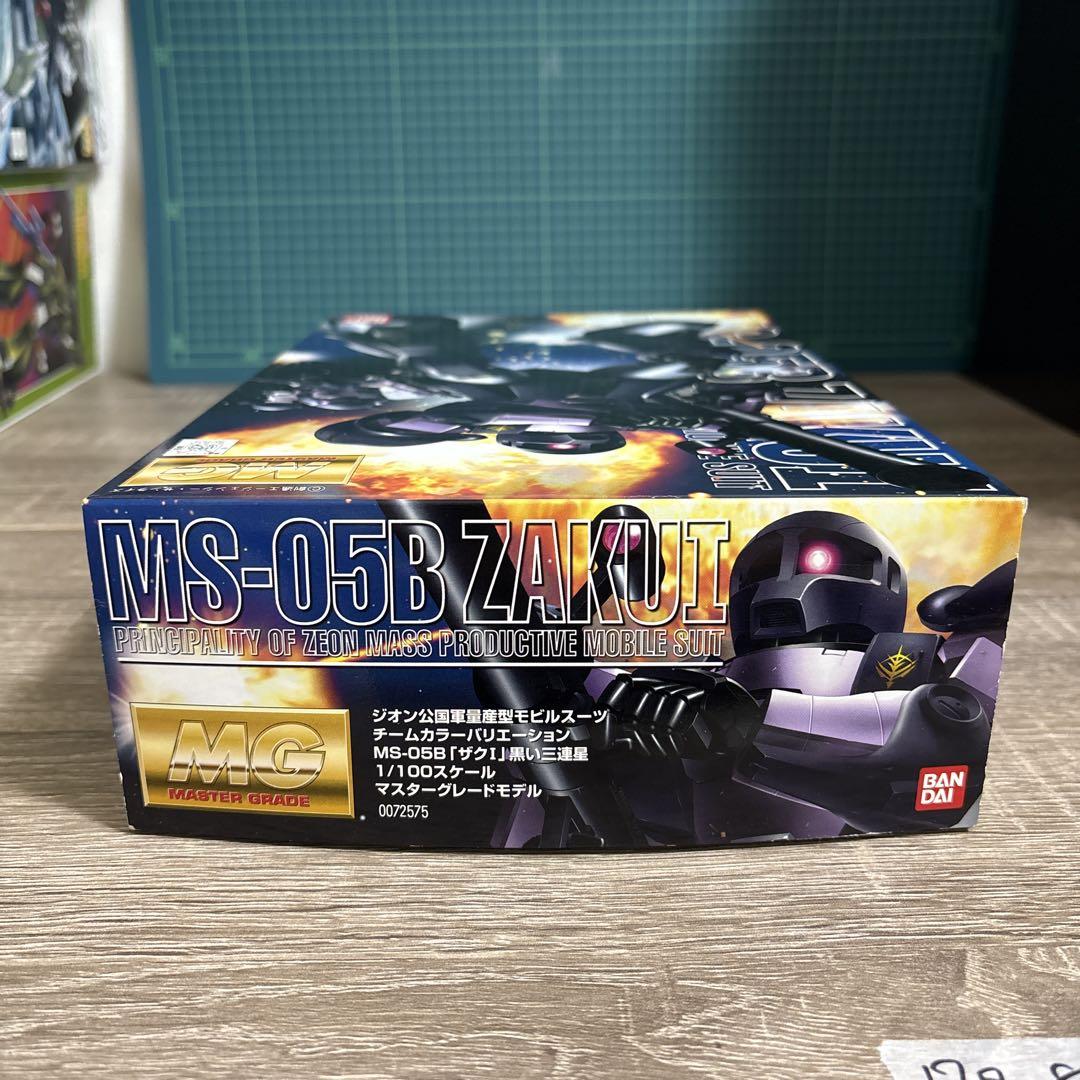 MG
SUIT
MS-05B ZAKU I
PRINCIPALITY OF ZEON MASS PRODUCTIVE MOBILE SUIT
MG
MASTER GRADE
ジオン公国軍量産型モビルスーツ
チームカラーバリエーション
MS-05B「ザクI」黒い三連星
1/100スケール
マスターグレードモデル
0072575
BAN
DAI